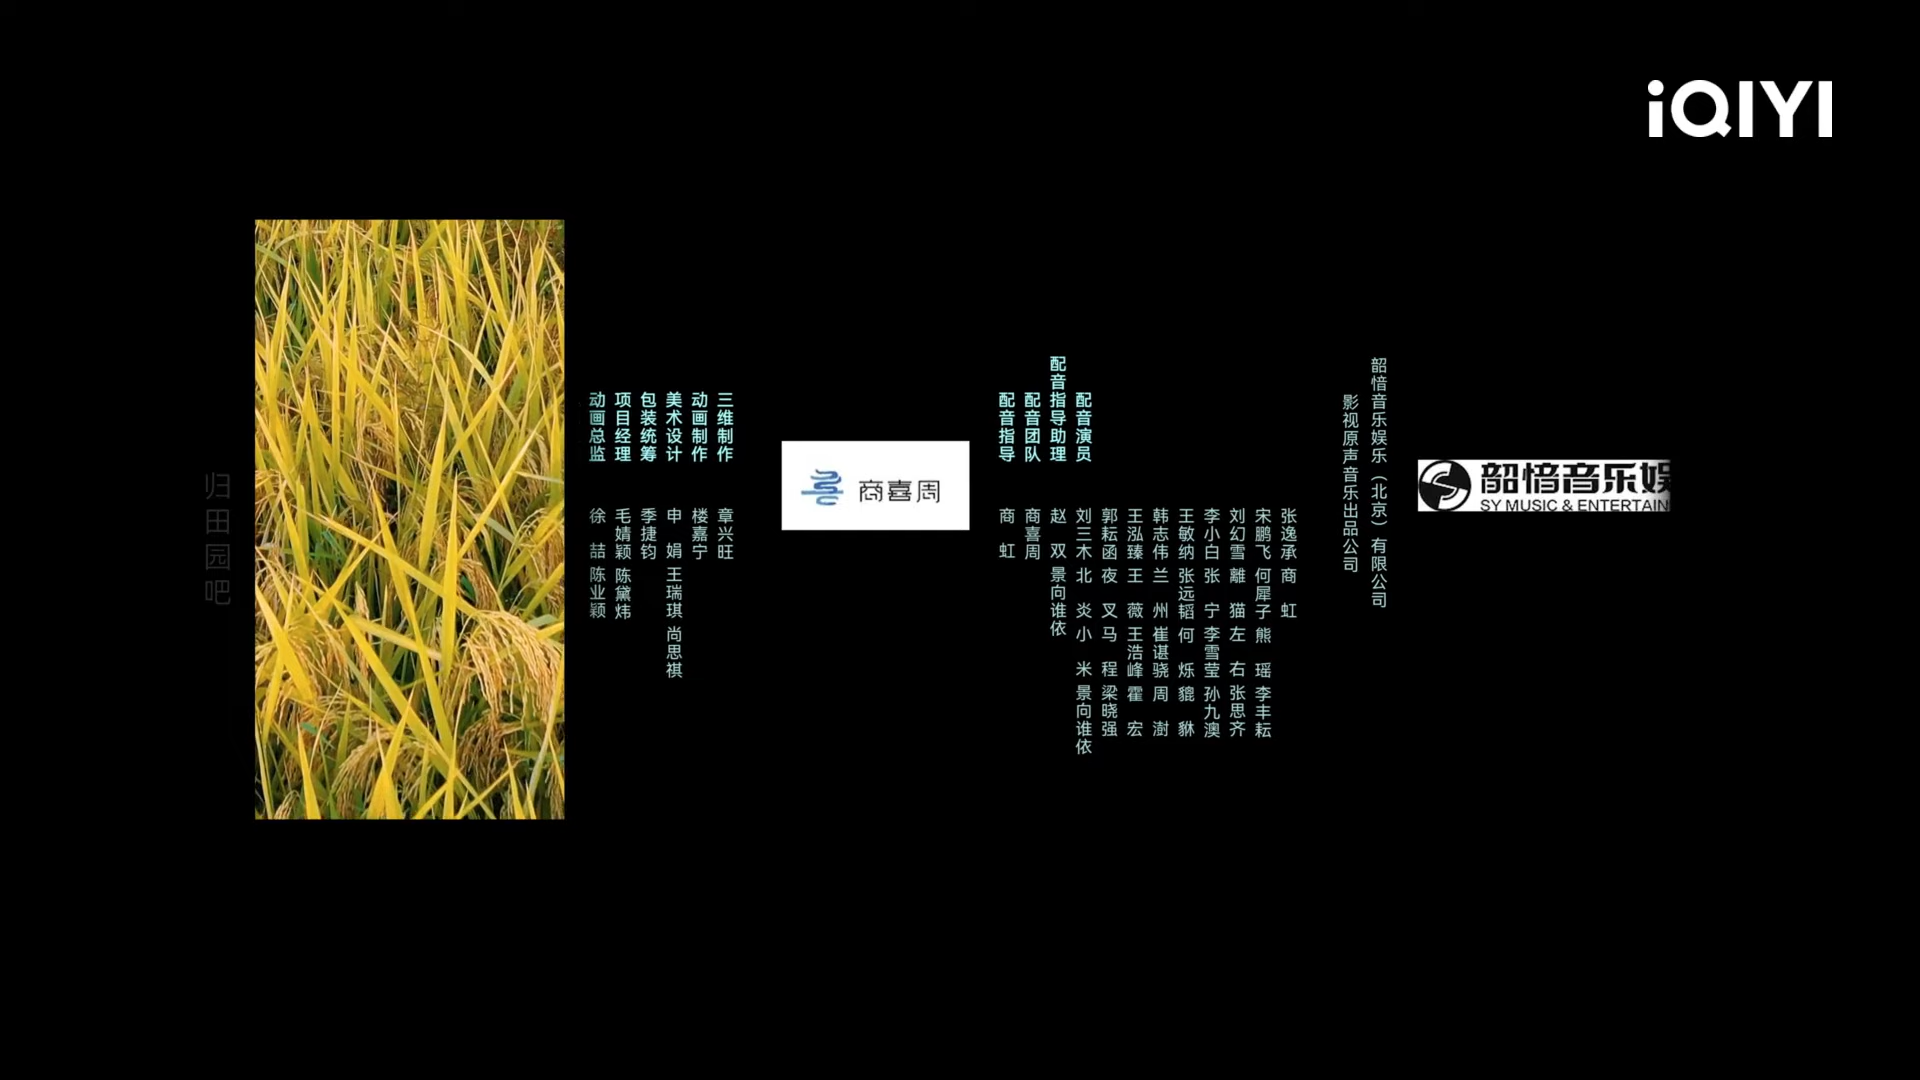 iQIYI
归田园吧
动画总监 徐喆 陈业颖
项目经理 毛婧颖 陈黛炜
包装统筹 季捷钧
美术设计 申娟 王瑞琪 尚思祺
动画制作 楼嘉宁
三维制作 章兴旺
商喜周
配音指导 商虹
配音团队 商喜周
配音指导助理 赵双 景向谁依
配音演员 刘三木 北炎 小米 景向谁依
郭耘函 夜叉 马程 梁晓强
王泓臻 王薇 王浩峰 霍宏
韩志伟 兰州 崔谌骁 周澍
王敏纳 张远韬 何烁 貔貅
李小白 张宁 李雪莹 孙九澳
刘幻雪 離猫 左右 张思齐
宋鹏飞 何犀子 熊瑶 李丰耘
张逸承 商虹
影视原声音乐出品公司
韶愔音乐娱乐（北京）有限公司
韶愔音乐娱
SY MUSIC & ENTERTAIN